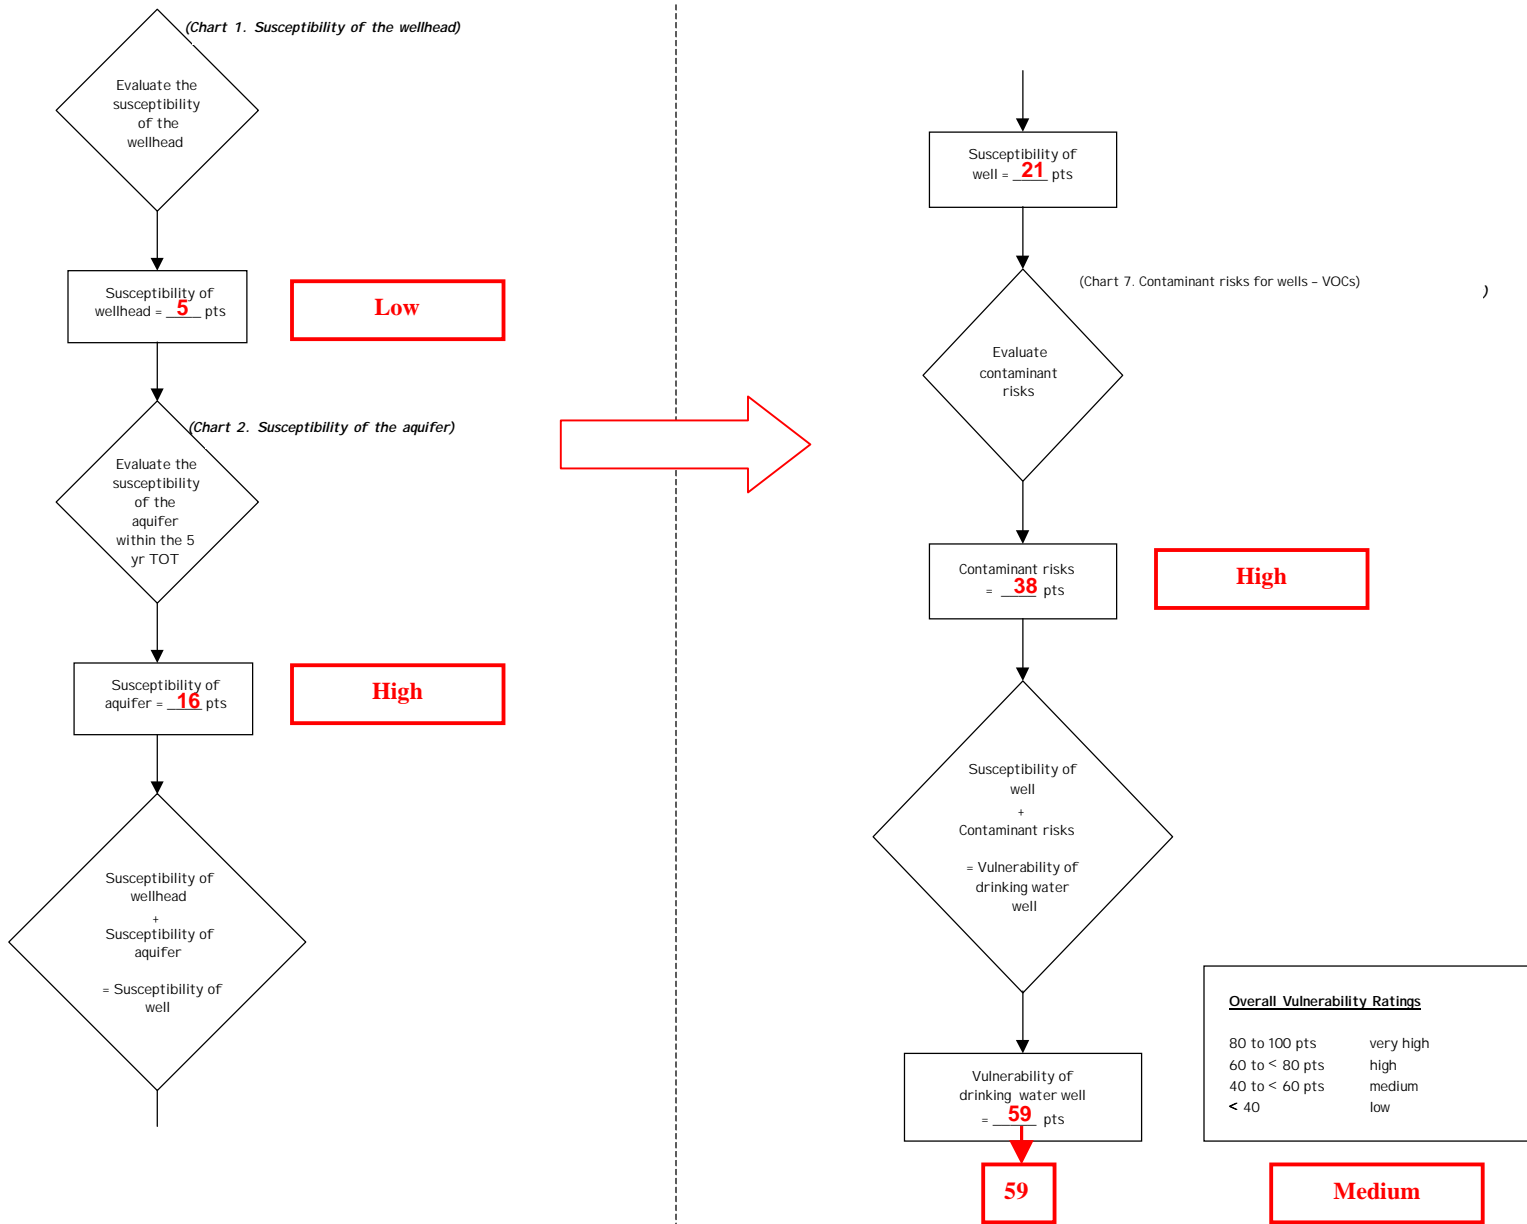 (Chart 1. Susceptibility of the wellhead)
Evaluate the
susceptibility
of the
wellhead
Susceptibility of
wellhead = 5 pts
Low
(Chart 2. Susceptibility of the aquifer)
Evaluate the
susceptibility
of the
aquifer
within the 5
yr TOT
Susceptibility of
aquifer = 16 pts
High
Susceptibility of
wellhead
+
Susceptibility of
aquifer
= Susceptibility of
well
Susceptibility of
well = 21 pts
(Chart 7. Contaminant risks for wells – VOCs)
)
Evaluate
contaminant
risks
Contaminant risks
= 38 pts
High
Susceptibility of
well
+
Contaminant risks
= Vulnerability of
drinking water
well
Vulnerability of
drinking water well
= 59 pts
59
Overall Vulnerability Ratings
80 to 100 pts very high
60 to < 80 pts high
40 to < 60 pts medium
< 40 low
Medium